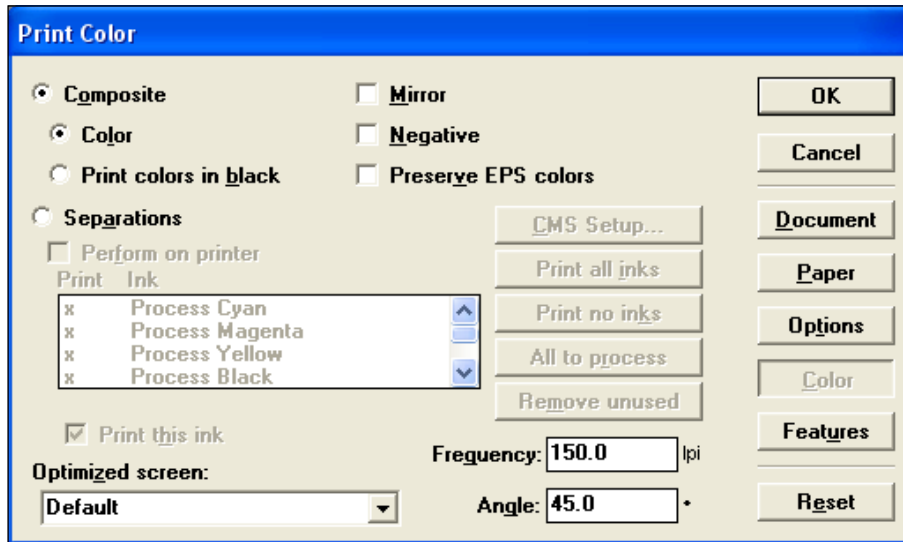 Print Color
Composite
Mirror
OK
Color
Negative
Cancel
Print colors in black
Preserve EPS colors
Separations
CMS Setup...
Document
Perform on printer
Print Ink
Print all inks
Paper
x Process Cyan
x Process Magenta
x Process Yellow
x Process Black
Print no inks
Options
All to process
Color
Remove unused
Print this ink
Features
Frequency: 150.0 lpi
Optimized screen:
Default
Angle: 45.0 °
Reset